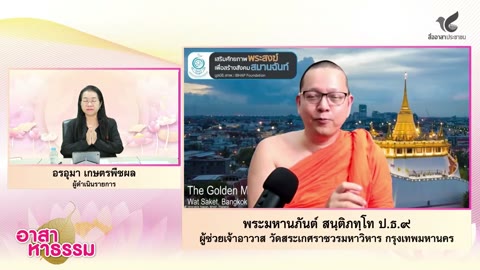 สื่ออาสาประชาชน
เสริมศักยภาพ พระสงฆ์
เพื่อสร้างสังคม สมานฉันท์
The Golden M
Wat Saket, Bangkok
อรอุมา เกษตรพืชผล
ผู้ดำเนินรายการ
พระมหานภันต์ สนฺติภทฺโท ป.ธ.๙
ผู้ช่วยเจ้าอาวาส วัดสระเกศราชวรมหาวิหาร กรุงเทพมหานคร
อาสา
หาธรรม